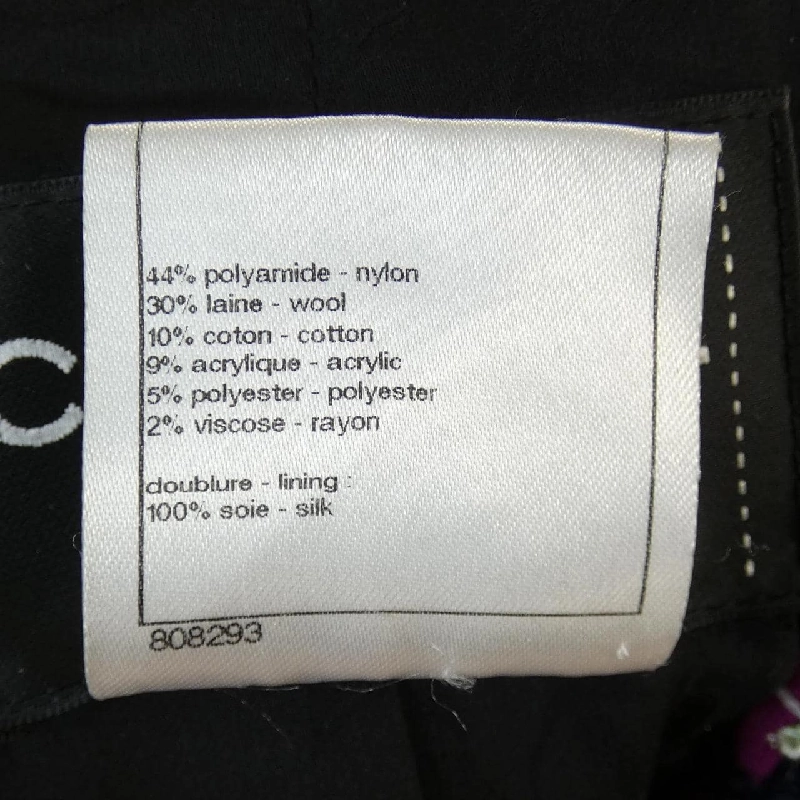 C
44% polyamide - nylon
30% laine - wool
10% coton - cotton
9% acrylique - acrylic
5% polyester - polyester
2% viscose - rayon
doublure - lining :
100% soie - silk
808293